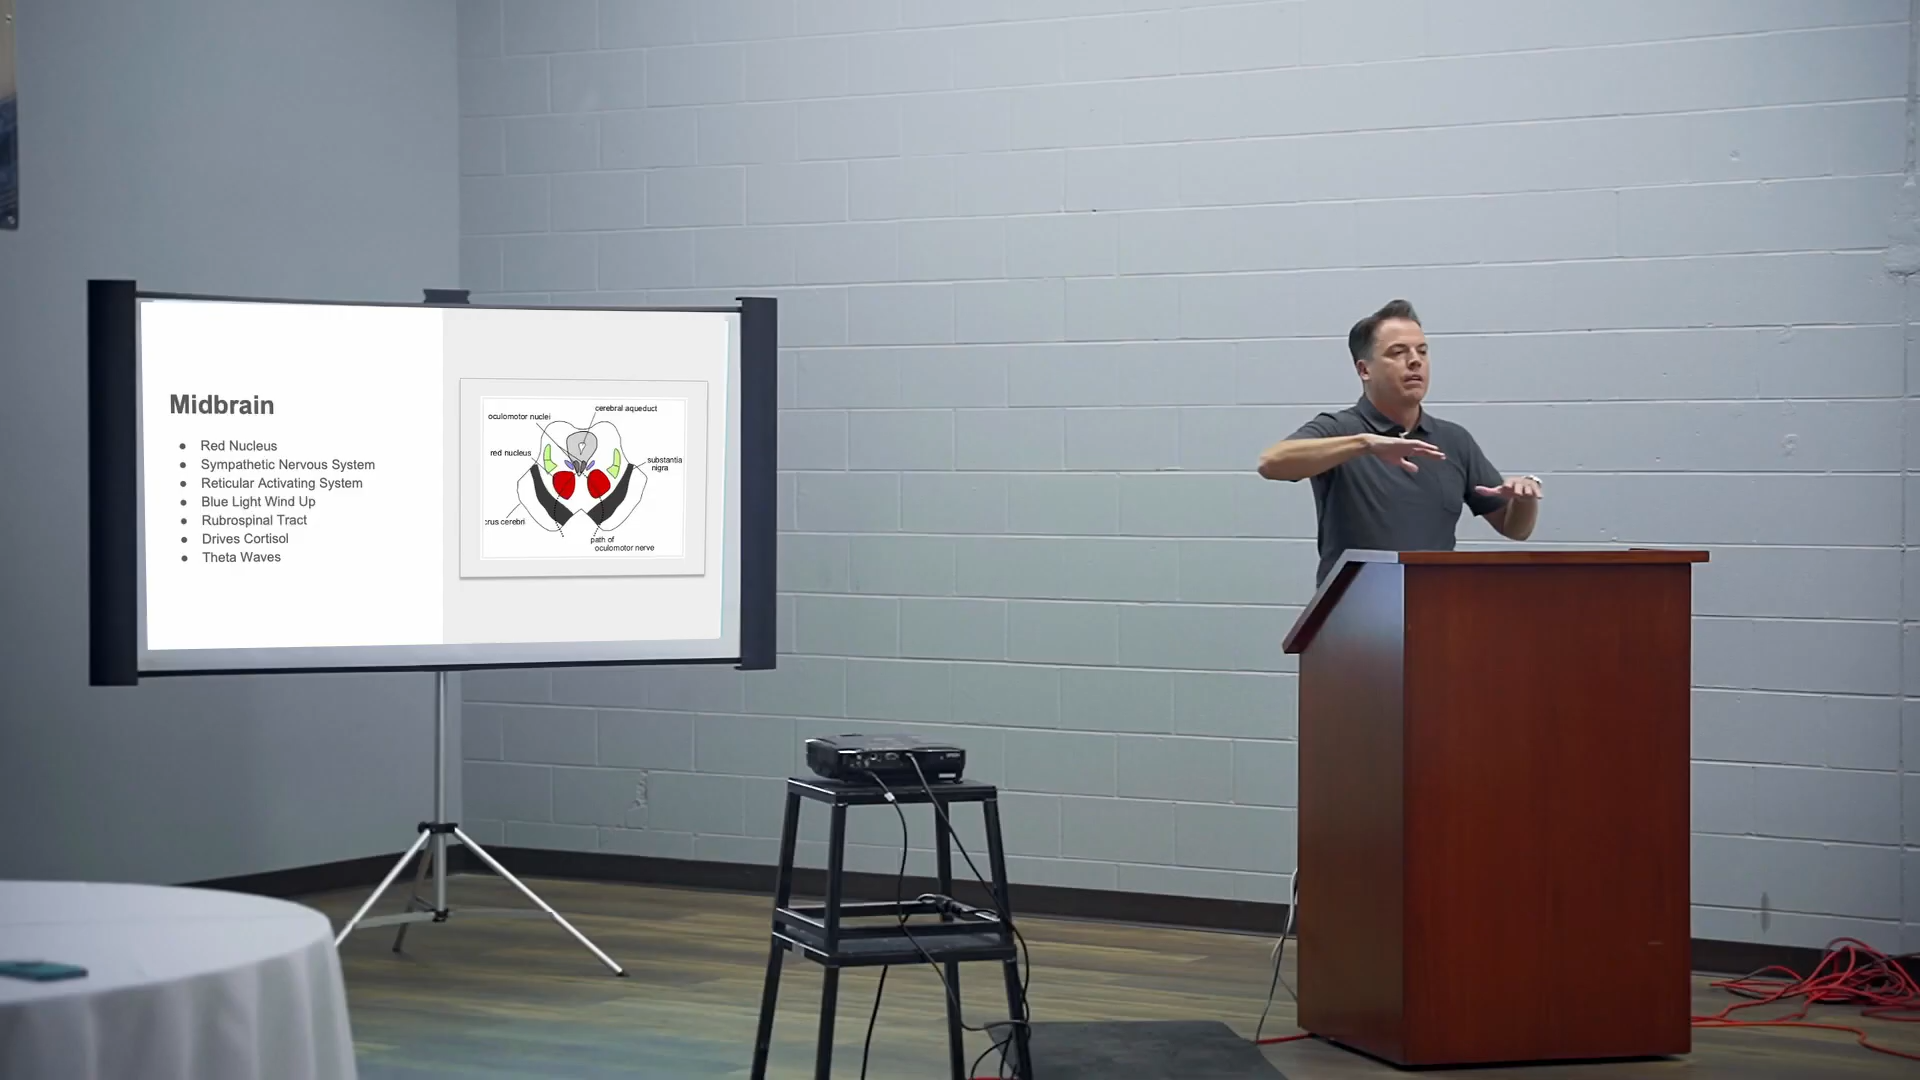 Midbrain
● Red Nucleus
● Sympathetic Nervous System
● Reticular Activating System
● Blue Light Wind Up
● Rubrospinal Tract
● Drives Cortisol
● Theta Waves
cerebral aqueduct
oculomotor nuclei
red nucleus
substantia
nigra
crus cerebri
path of
oculomotor nerve